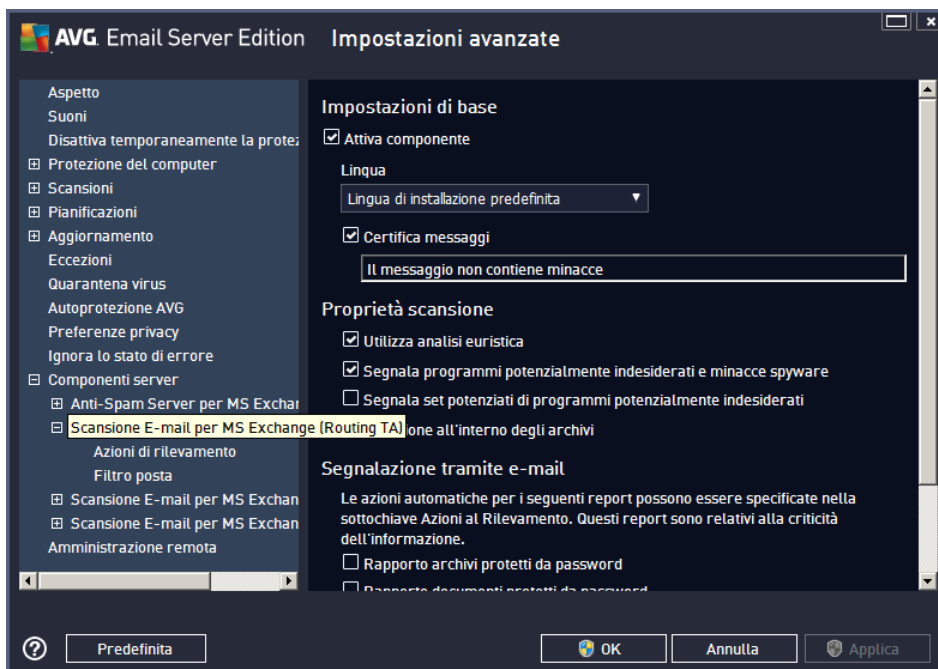 AVG. Email Server Edition Impostazioni avanzate
Aspetto
Suoni
Disattiva temporaneamente la
Protezione del computer
Scansioni
Pianificazioni
Aggiornamento
Eccezioni
Quarantena virus
Autoprotezione AVG
Preferenze privacy
Ignora lo stato di errore
Componenti server
Anti-Spam Server per MS
Scansione E-mail per MS Exchange (Routing TA)
Azioni di rilevamento
Filtro posta
Scansione E-mail per MS
Scansione E-mail per MS
Amministrazione remota
Impostazioni di base
Attiva componente
Lingua
Lingua di installazione predefinita
Certifica messaggi
Il messaggio non contiene minacce
Proprietà scansione
Utilizza analisi euristica
Segnala programmi potenzialmente indesiderati e minacce spyware
Segnala set potenziati di programmi potenzialmente indesiderati
all'interno degli archivi
Segnalazione tramite e-mail
Le azioni automatiche per i seguenti report possono essere specificate nella
sottochiave Azioni al Rilevamento. Questi report sono relativi alla criticità
dell'informazione.
Rapporto archivi protetti da password
Rapporto documenti protetti da password
Predefinita
OK
Annulla
Applica